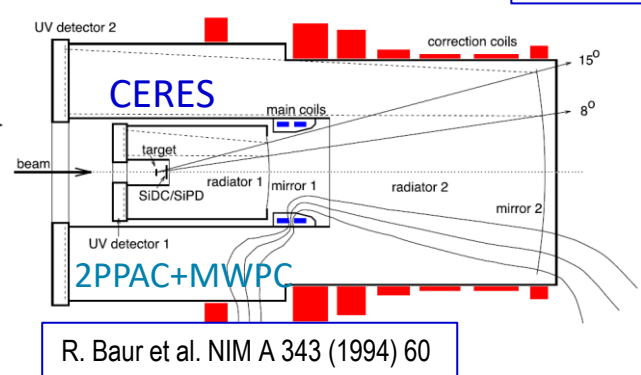 UV detector 2
correction coils
15°
CERES
8°
main coils
target
beam
SiDC/SiPD
radiator 1
mirror 1
radiator 2
mirror 2
UV detector 1
2PPAC+MWPC
R. Baur et al. NIM A 343 (1994) 60